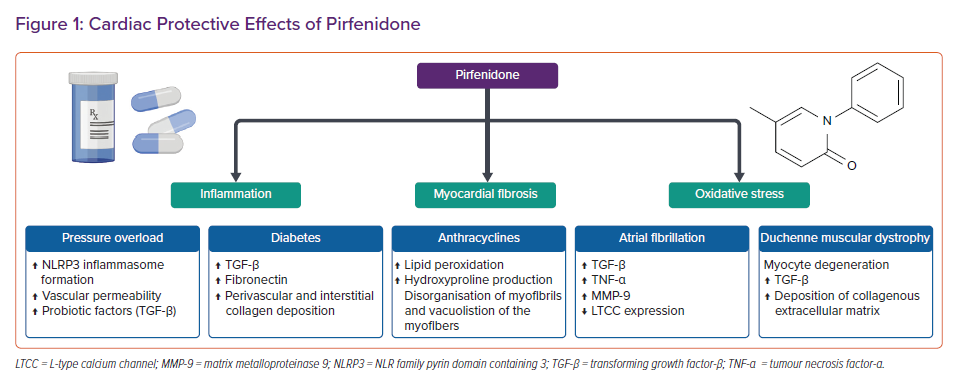 Figure 1: Cardiac Protective Effects of Pirfenidone
Pirfenidone
Rx
N
O
Inflammation
Myocardial fibrosis
Oxidative stress
Pressure overload
↑ NLRP3 inflammasome
formation
↑ Vascular permeability
↑ Probiotic factors (TGF-β)
Diabetes
↑ TGF-β
↑ Fibronectin
↑ Perivascular and interstitial
collagen deposition
Anthracyclines
↑ Lipid peroxidation
↑ Hydroxyproline production
Disorganisation of myofibrils
and vacuolistion of the
myofibers
Atrial fibrillation
↑ TGF-β
↑ TNF-α
↑ MMP-9
↓ LTCC expression
Duchenne muscular dystrophy
Myocyte degeneration
↑ TGF-β
↑ Deposition of collagenous
extracellular matrix
LTCC = L-type calcium channel; MMP-9 = matrix metalloproteinase 9; NLRP3 = NLR family pyrin domain containing 3; TGF-β = transforming growth factor-β; TNF-α = tumour necrosis factor-α.